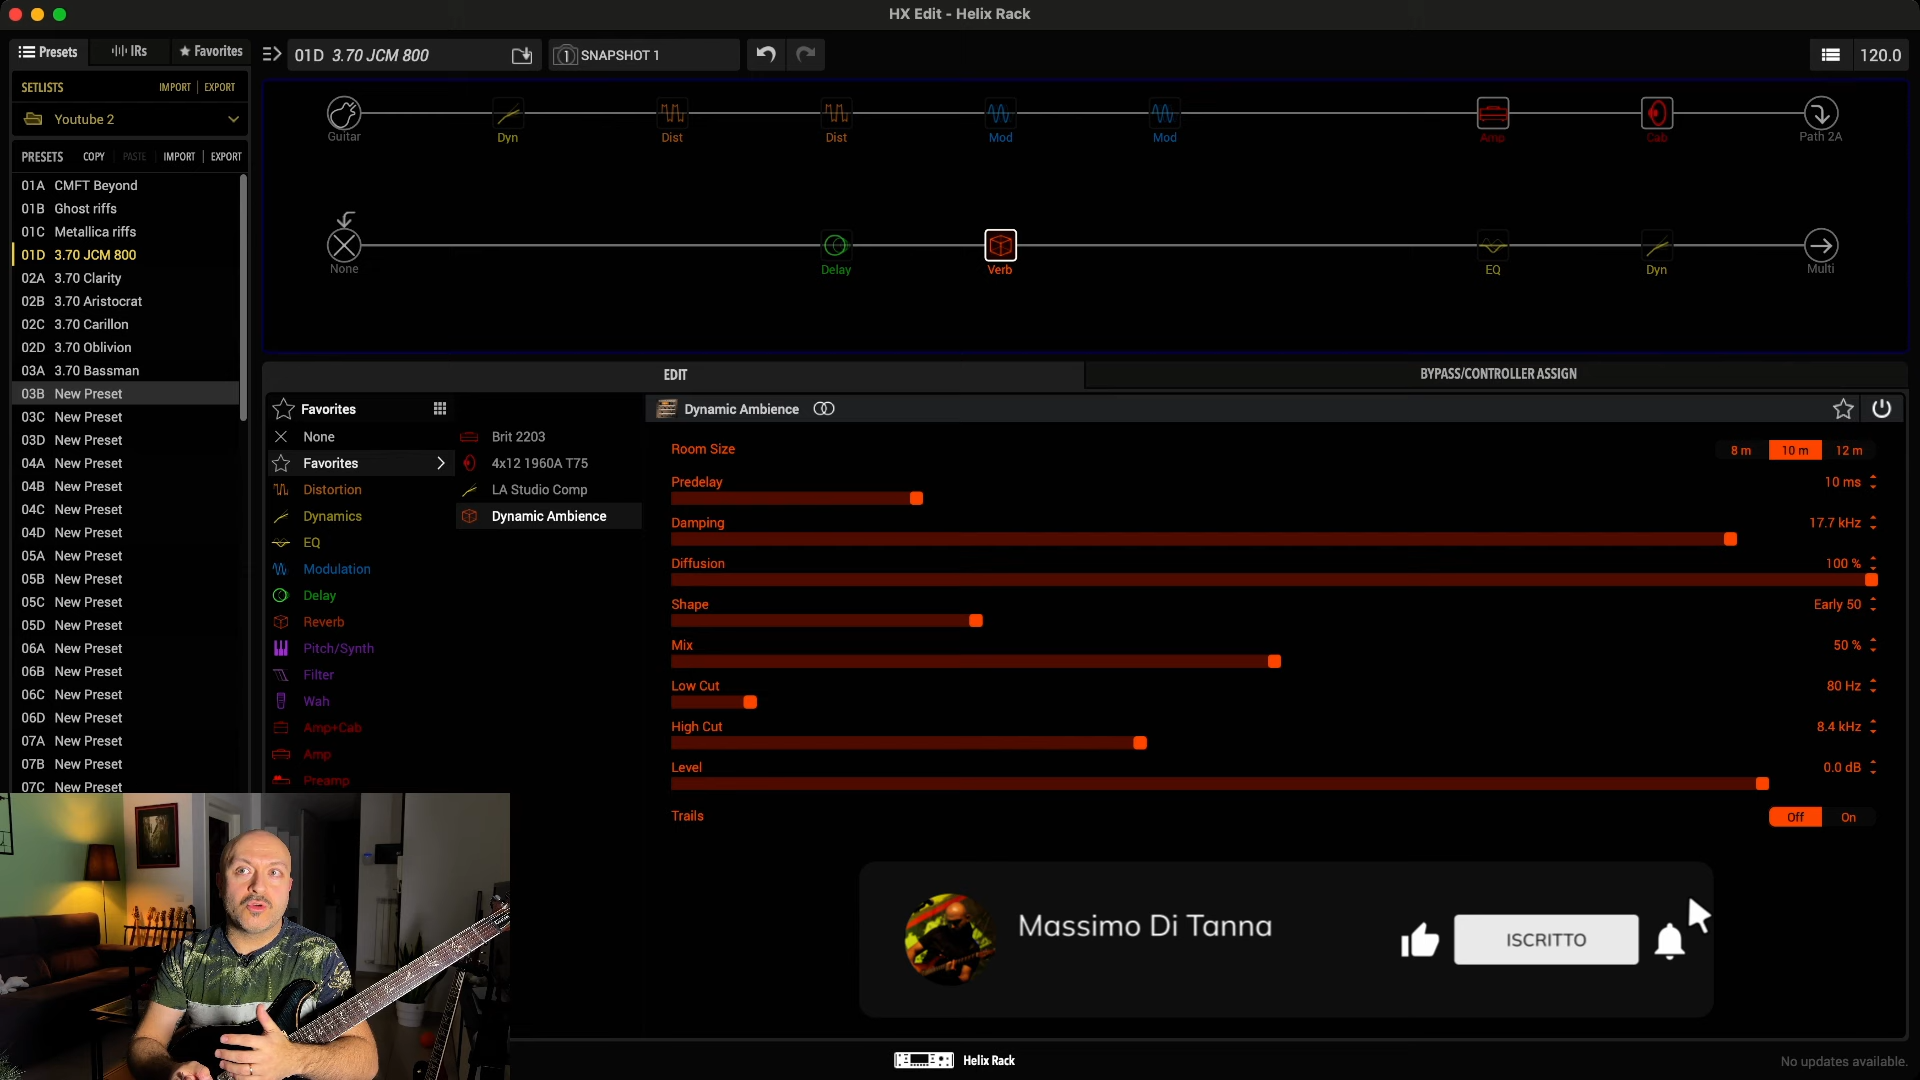 HX Edit - Helix Rack
Presets
IRs
Favorites
01D 3.70 JCM 800
1 SNAPSHOT 1
120.0
SETLISTS
IMPORT | EXPORT
Youtube 2
PRESETS COPY PASTE IMPORT | EXPORT
01A CMFT Beyond
01B Ghost riffs
01C Metallica riffs
01D 3.70 JCM 800
02A 3.70 Clarity
02B 3.70 Aristocrat
02C 3.70 Carillon
02D 3.70 Oblivion
03A 3.70 Bassman
03B New Preset
03C New Preset
03D New Preset
04A New Preset
04B New Preset
04C New Preset
04D New Preset
05A New Preset
05B New Preset
05C New Preset
05D New Preset
06A New Preset
06B New Preset
06C New Preset
06D New Preset
07A New Preset
07B New Preset
07C New Preset
Guitar
Dyn
Dist
Dist
Mod
Mod
Amp
Cab
Path 2A
None
Delay
Verb
EQ
Dyn
Multi
EDIT
BYPASS/CONTROLLER ASSIGN
Favorites
None
Favorites
Distortion
Dynamics
EQ
Modulation
Delay
Reverb
Pitch/Synth
Filter
Wah
Amp+Cab
Amp
Preamp
Brit 2203
4x12 1960A T75
LA Studio Comp
Dynamic Ambience
Dynamic Ambience
Room Size 8 m 10 m 12 m
Predelay 10 ms
Damping 17.7 kHz
Diffusion 100 %
Shape Early 50
Mix 50 %
Low Cut 80 Hz
High Cut 8.4 kHz
Level 0.0 dB
Trails Off On
Massimo Di Tanna
ISCRITTO
Helix Rack
No updates available.